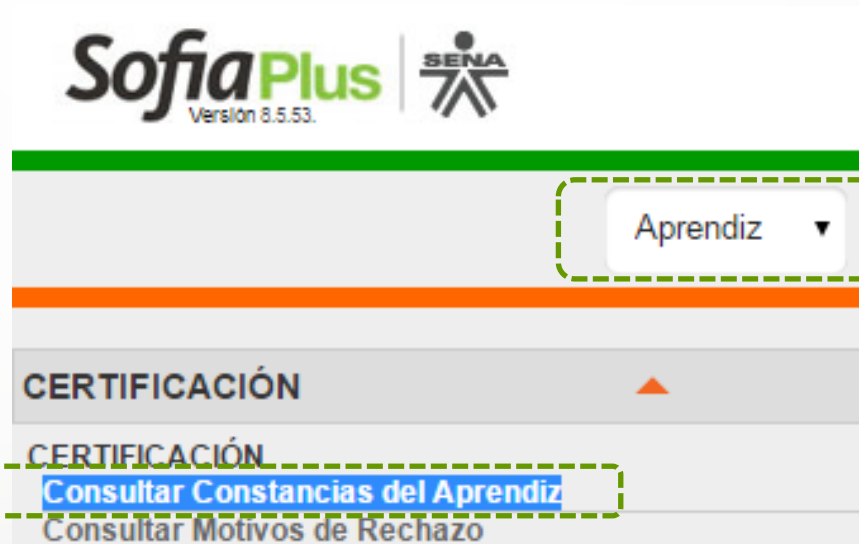 SofiaPlus SENA
Versión 8.5.53.
Aprendiz
CERTIFICACIÓN
CERTIFICACIÓN
Consultar Constancias del Aprendiz
Consultar Motivos de Rechazo